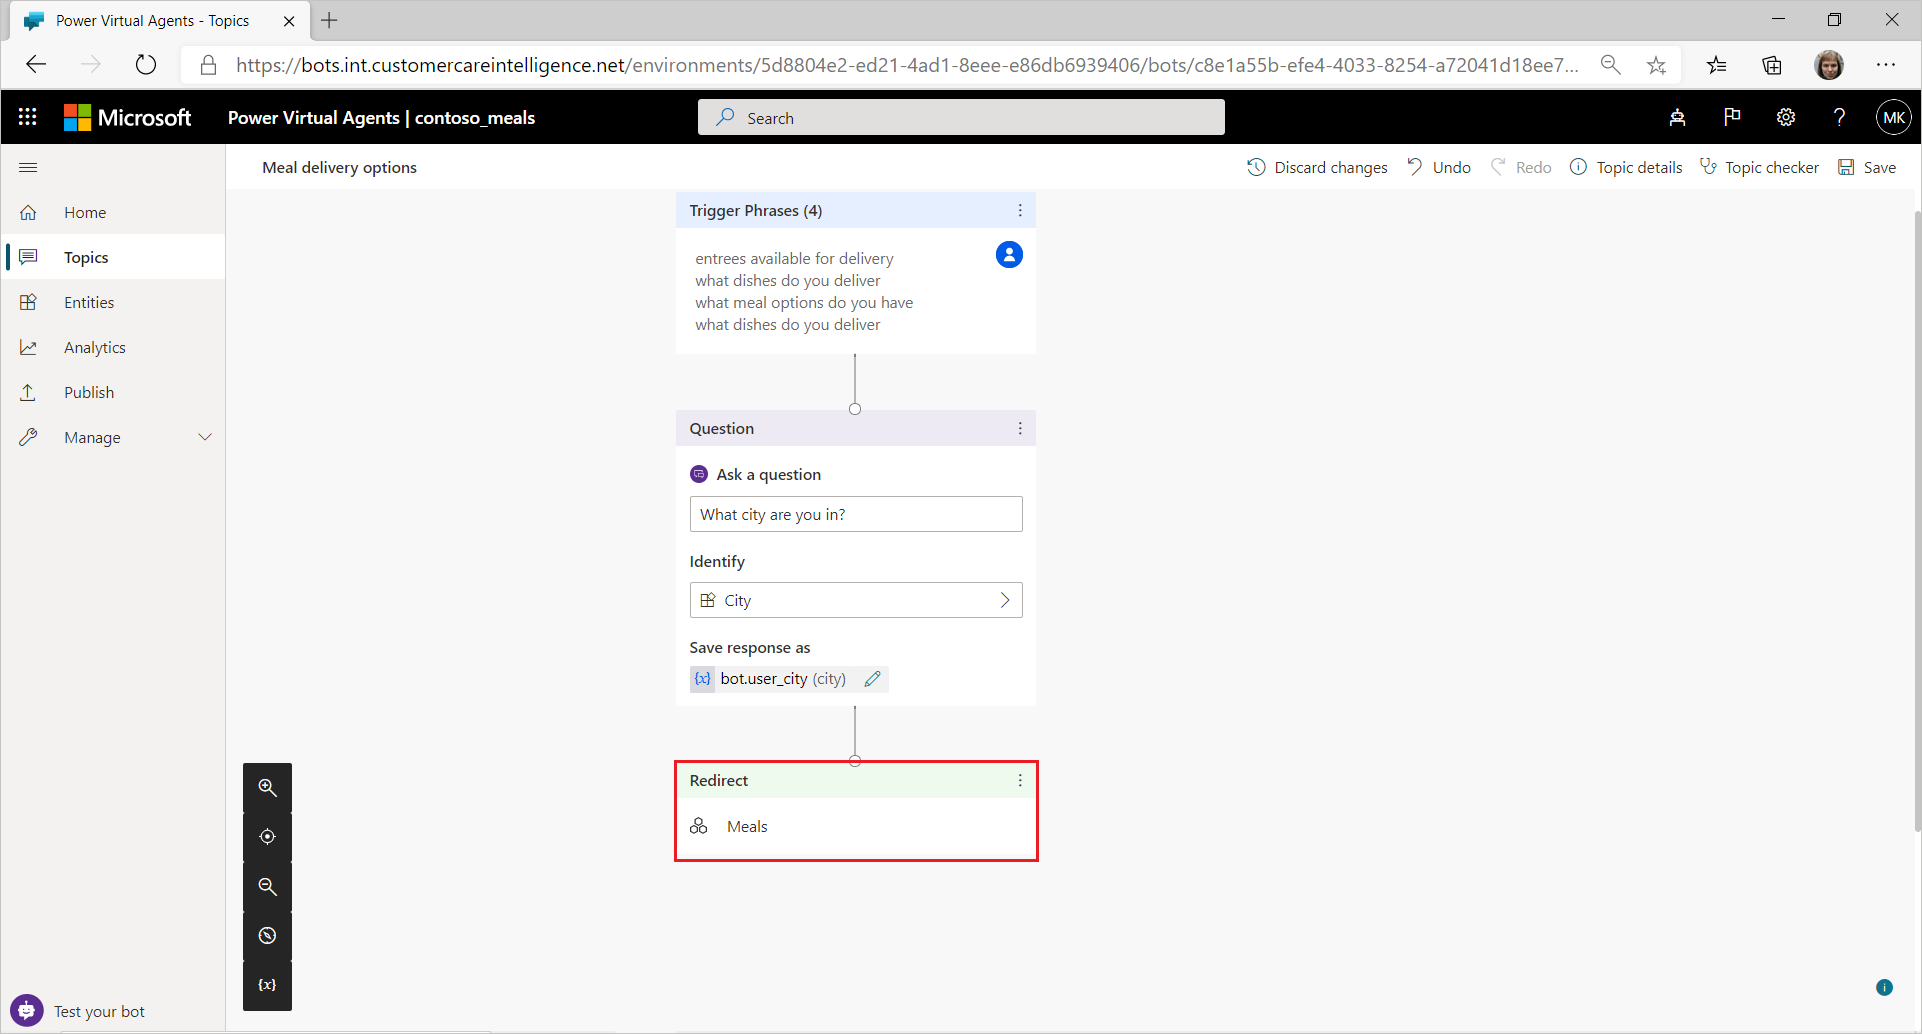 Power Virtual Agents - Topics
https://bots.int.customercareintelligence.net/environments/5d8804e2-ed21-4ad1-8eee-e86db6939406/bots/c8e1a55b-efe4-4033-8254-a72041d18ee7...
Microsoft
Power Virtual Agents | contoso_meals
Search
?
MK
Meal delivery options
Discard changes
Undo
Redo
Topic details
Topic checker
Save
Home
Topics
Entities
Analytics
Publish
Manage
Trigger Phrases (4)
entrees available for delivery
what dishes do you deliver
what meal options do you have
what dishes do you deliver
Question
Ask a question
What city are you in?
Identify
City
Save response as
{x} bot.user_city (city)
Redirect
Meals
{x}
Test your bot